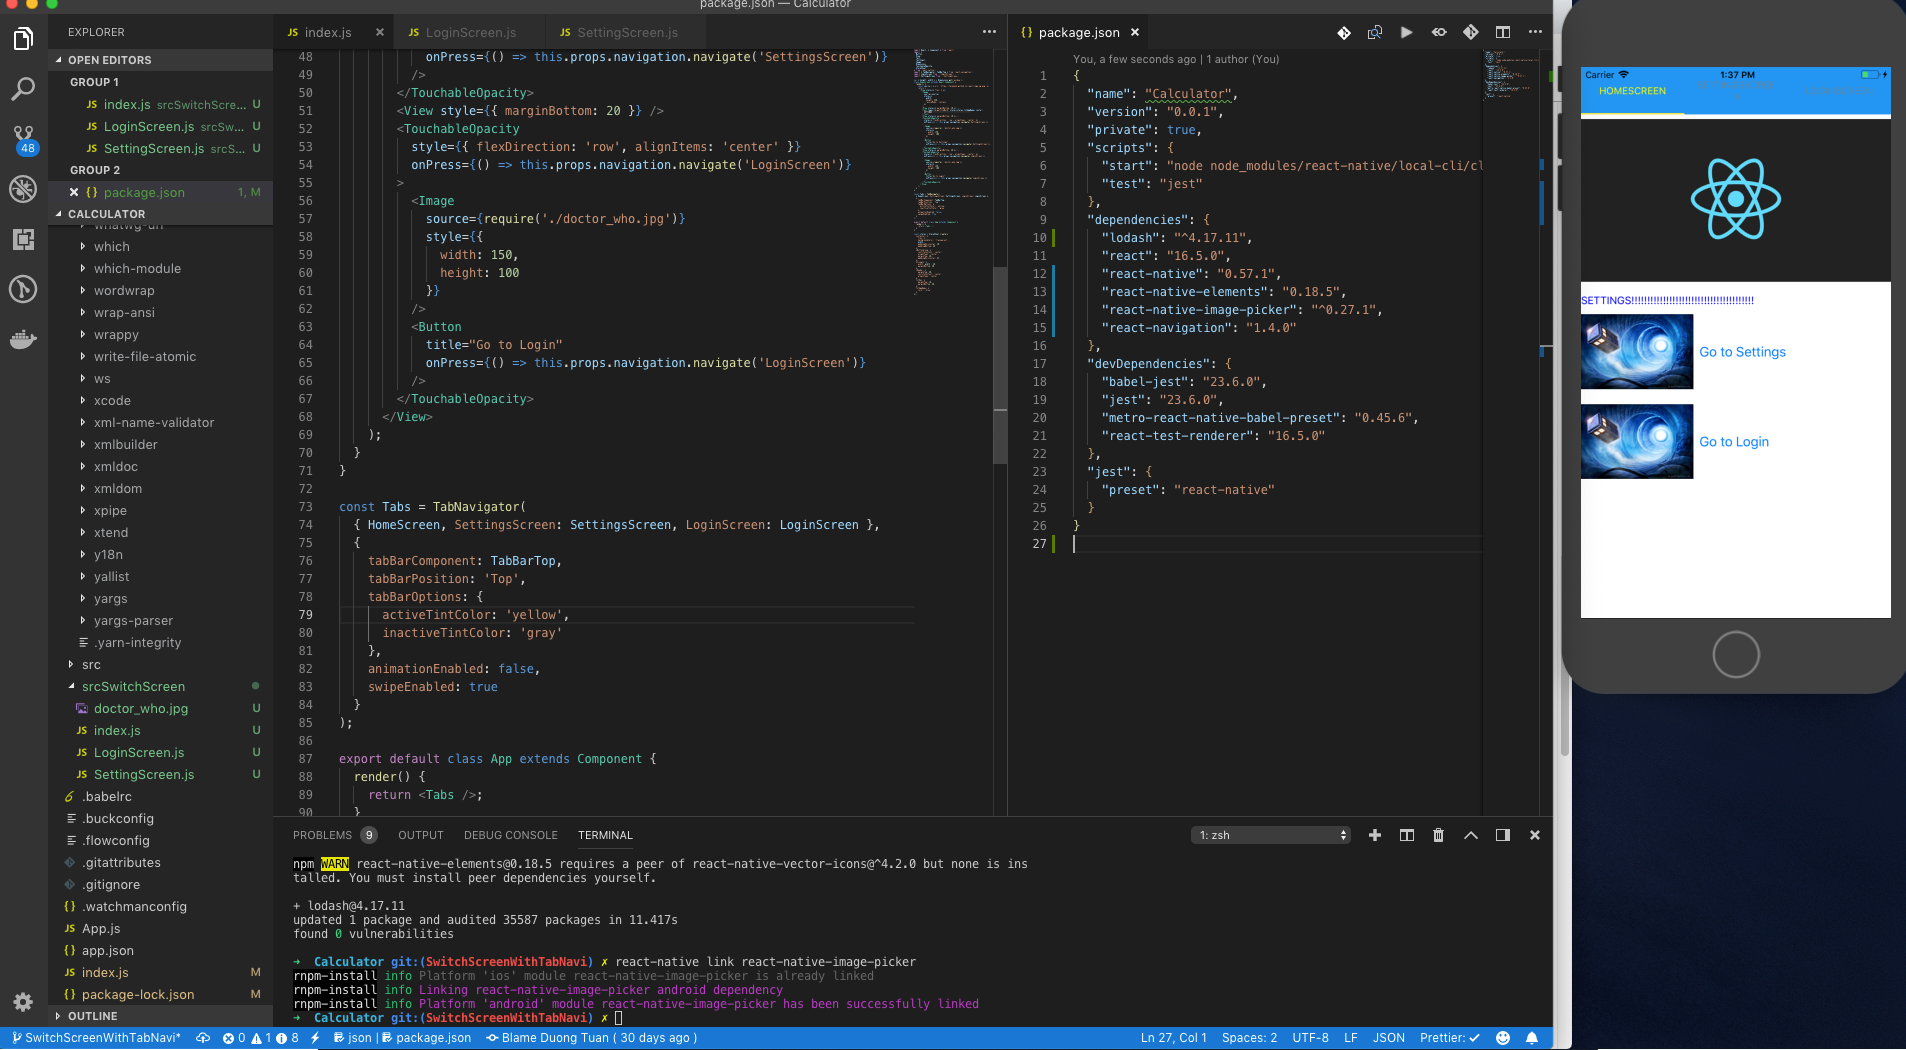 package.json — Calculator
EXPLORER
OPEN EDITORS
GROUP 1
JS index.js srcSwitchScre... U
JS LoginScreen.js srcSw... U
JS SettingScreen.js srcS... U
GROUP 2
{} package.json 1, M
CALCULATOR
whatwg-url
which
which-module
wordwrap
wrap-ansi
wrappy
write-file-atomic
ws
xcode
xml-name-validator
xmlbuilder
xmldoc
xmldom
xpipe
xtend
y18n
yallist
yargs
yargs-parser
.yarn-integrity
src
srcSwitchScreen
doctor_who.jpg U
JS index.js U
JS LoginScreen.js U
JS SettingScreen.js U
.babelrc
.buckconfig
.flowconfig
.gitattributes
.gitignore
{} .watchmanconfig
JS App.js
{} app.json
JS index.js M
{} package-lock.json M
OUTLINE
48
JS index.js
JS LoginScreen.js
JS SettingScreen.js
48 onPress={() => this.props.navigation.navigate('SettingsScreen')}
49 />
50 </TouchableOpacity>
51 <View style={{ marginBottom: 20 }} />
52 <TouchableOpacity
53 style={{ flexDirection: 'row', alignItems: 'center' }}
54 onPress={() => this.props.navigation.navigate('LoginScreen')}
55 >
56 <Image
57 source={require('./doctor_who.jpg')}
58 style={{
59 width: 150,
60 height: 100
61 }}
62 />
63 <Button
64 title="Go to Login"
65 onPress={() => this.props.navigation.navigate('LoginScreen')}
66 />
67 </TouchableOpacity>
68 </View>
69 );
70 }
71 }
72
73 const Tabs = TabNavigator(
74 { HomeScreen, SettingsScreen: SettingsScreen, LoginScreen: LoginScreen },
75 {
76 tabBarComponent: TabBarTop,
77 tabBarPosition: 'Top',
78 tabBarOptions: {
79 activeTintColor: 'yellow',
80 inactiveTintColor: 'gray'
81 },
82 animationEnabled: false,
83 swipeEnabled: true
84 }
85 );
86
87 export default class App extends Component {
88 render() {
89 return <Tabs />;
90 }
{} package.json
You, a few seconds ago | 1 author (You)
1 {
2 "name": "Calculator",
3 "version": "0.0.1",
4 "private": true,
5 "scripts": {
6 "start": "node node_modules/react-native/local-cli/cl
7 "test": "jest"
8 },
9 "dependencies": {
10 "lodash": "^4.17.11",
11 "react": "16.5.0",
12 "react-native": "0.57.1",
13 "react-native-elements": "0.18.5",
14 "react-native-image-picker": "^0.27.1",
15 "react-navigation": "1.4.0"
16 },
17 "devDependencies": {
18 "babel-jest": "23.6.0",
19 "jest": "23.6.0",
20 "metro-react-native-babel-preset": "0.45.6",
21 "react-test-renderer": "16.5.0"
22 },
23 "jest": {
24 "preset": "react-native"
25 }
26 }
27
PROBLEMS 9 OUTPUT DEBUG CONSOLE TERMINAL 1: zsh
npm WARN react-native-elements@0.18.5 requires a peer of react-native-vector-icons@^4.2.0 but none is ins
talled. You must install peer dependencies yourself.
+ lodash@4.17.11
updated 1 package and audited 35587 packages in 11.417s
found 0 vulnerabilities
➜ Calculator git:(SwitchScreenWithTabNavi) ✗ react-native link react-native-image-picker
rnpm-install info Platform 'ios' module react-native-image-picker is already linked
rnpm-install info Linking react-native-image-picker android dependency
rnpm-install info Platform 'android' module react-native-image-picker has been successfully linked
➜ Calculator git:(SwitchScreenWithTabNavi) ✗
SwitchScreenWithTabNavi* 0 1 8 json | package.json Blame Duong Tuan ( 30 days ago ) Ln 27, Col 1 Spaces: 2 UTF-8 LF JSON Prettier: ✓
Carrier 1:37 PM
HOMESCREEN
Go to Settings
Go to Login